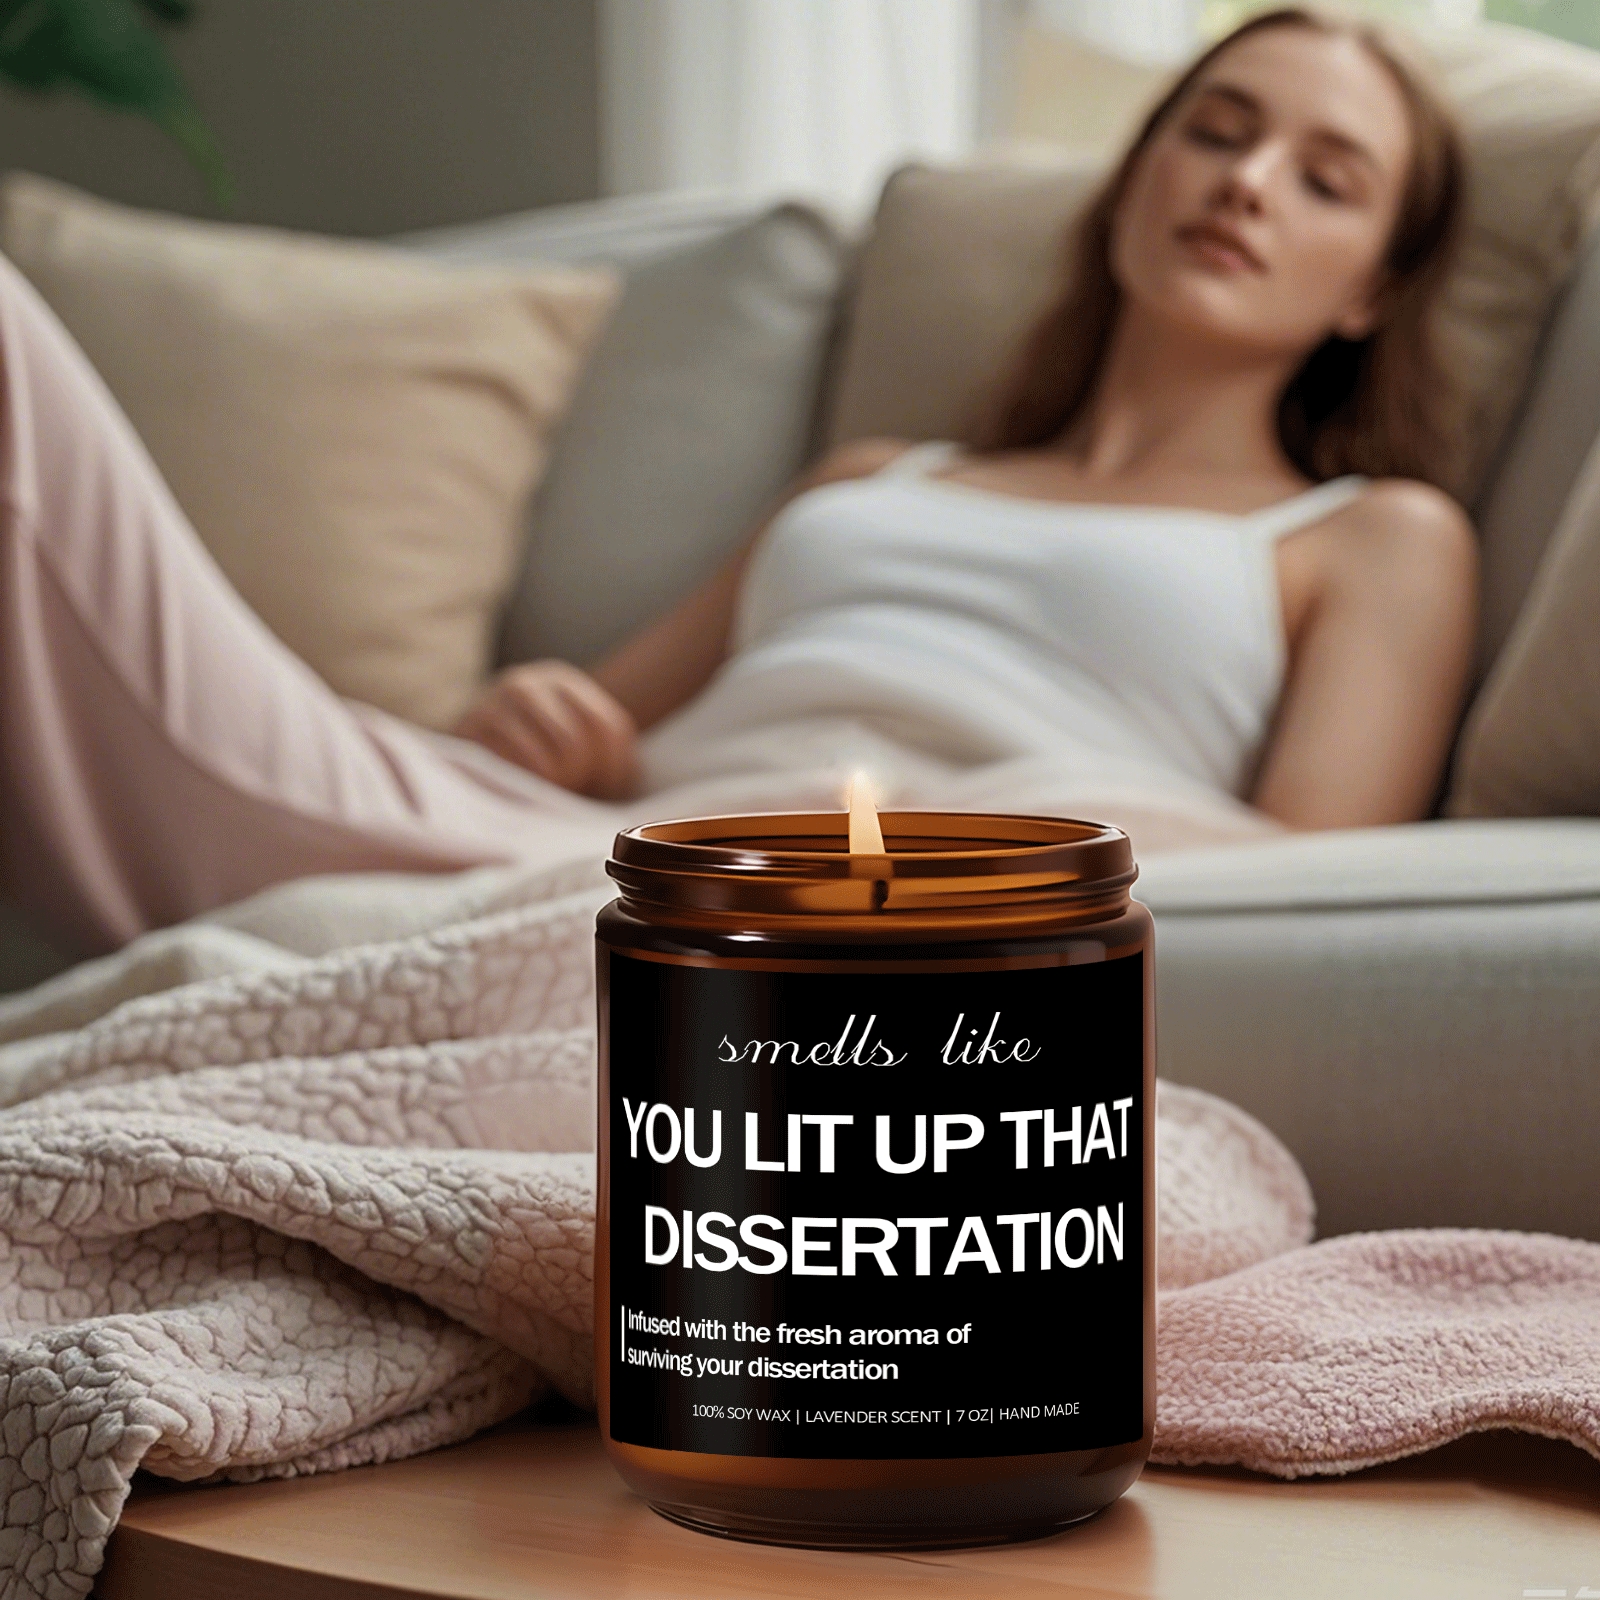 smells like
YOU LIT UP THAT
DISSERTATION
Infused with the fresh aroma of
surviving your dissertation
100% SOY WAX | LAVENDER SCENT | 7 OZ| HAND MADE